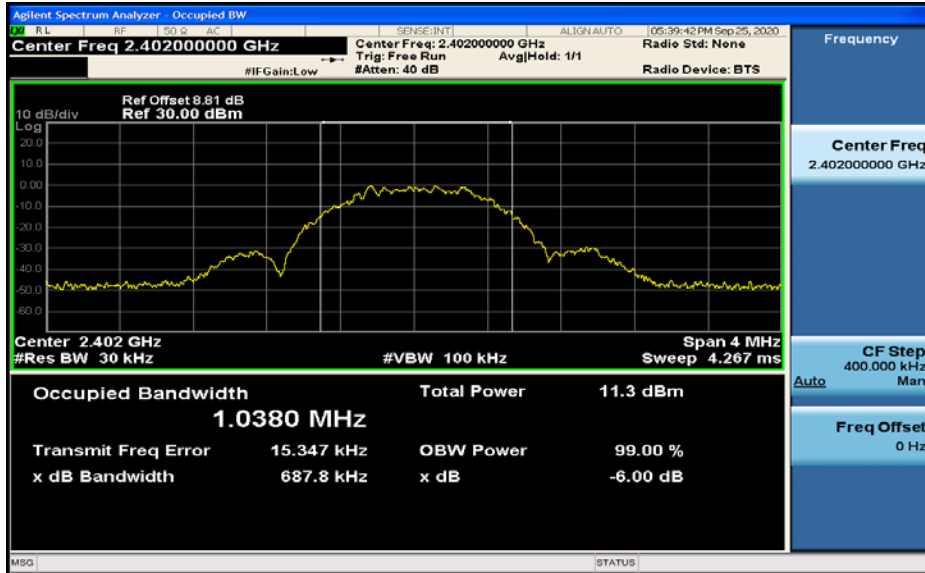 Agilent Spectrum Analyzer - Occupied BW
LXI RL RF 50 Ω AC SENSE:INT ALIGN AUTO 05:39:42 PM Sep 25, 2020
Center Freq 2.402000000 GHz
Center Freq: 2.402000000 GHz
Radio Std: None
Trig: Free Run Avg|Hold: 1/1
#IFGain:Low
#Atten: 40 dB
Radio Device: BTS
Frequency
Ref Offset 8.81 dB
10 dB/div Ref 30.00 dBm
Log
20.0
10.0
0.00
-10.0
-20.0
-30.0
-40.0
-50.0
-60.0
Center 2.402 GHz Span 4 MHz
#Res BW 30 kHz #VBW 100 kHz Sweep 4.267 ms
Occupied Bandwidth Total Power 11.3 dBm
1.0380 MHz
Transmit Freq Error 15.347 kHz OBW Power 99.00 %
x dB Bandwidth 687.8 kHz x dB -6.00 dB
Center Freq
2.402000000 GHz
CF Step
400.000 kHz
Auto Man
Freq Offset
0 Hz
MSG STATUS